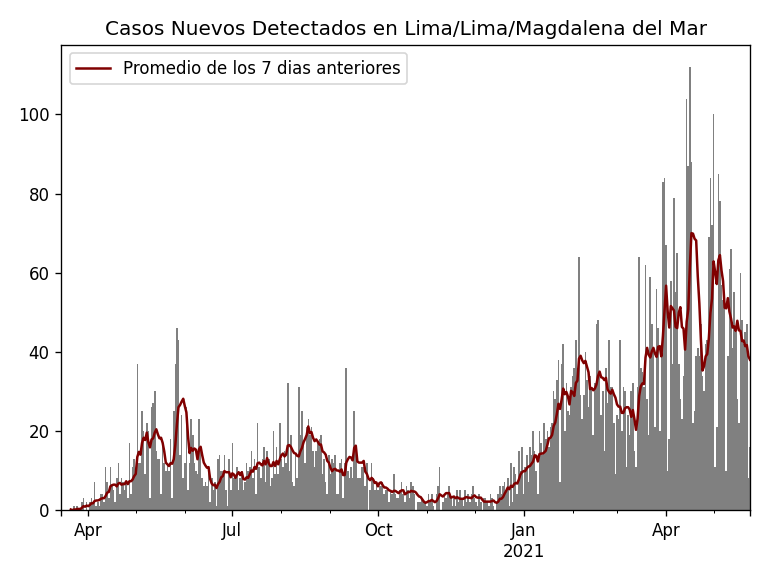 Casos Nuevos Detectados en Lima/Lima/Magdalena del Mar
Promedio de los 7 dias anteriores
100
80
60
40
20
0
Apr Jul Oct Jan Apr
2021